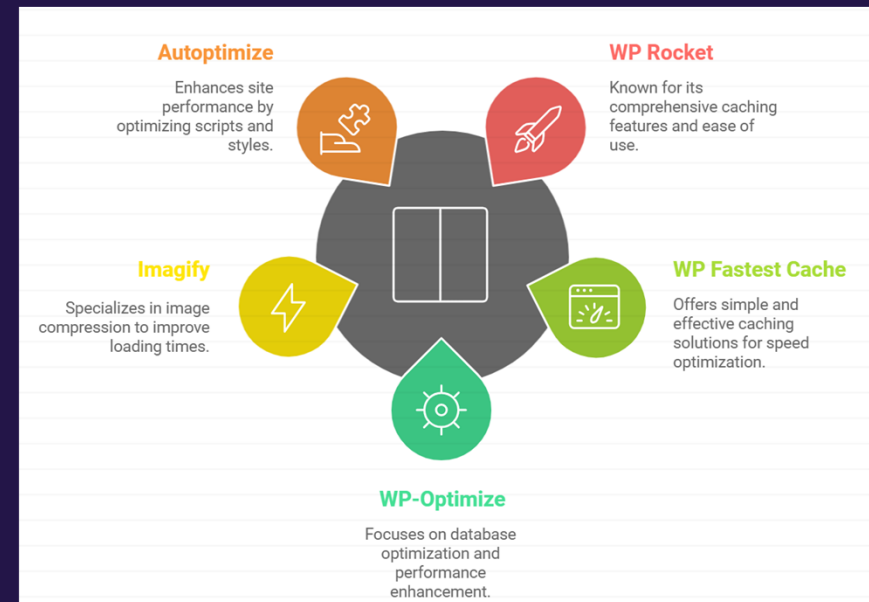 Autoptimize
Enhances site
performance by
optimizing scripts and
styles.
WP Rocket
Known for its
comprehensive caching
features and ease of
use.
Imagify
Specializes in image
compression to improve
loading times.
WP Fastest Cache
Offers simple and
effective caching
solutions for speed
optimization.
WP-Optimize
Focuses on database
optimization and
performance
enhancement.